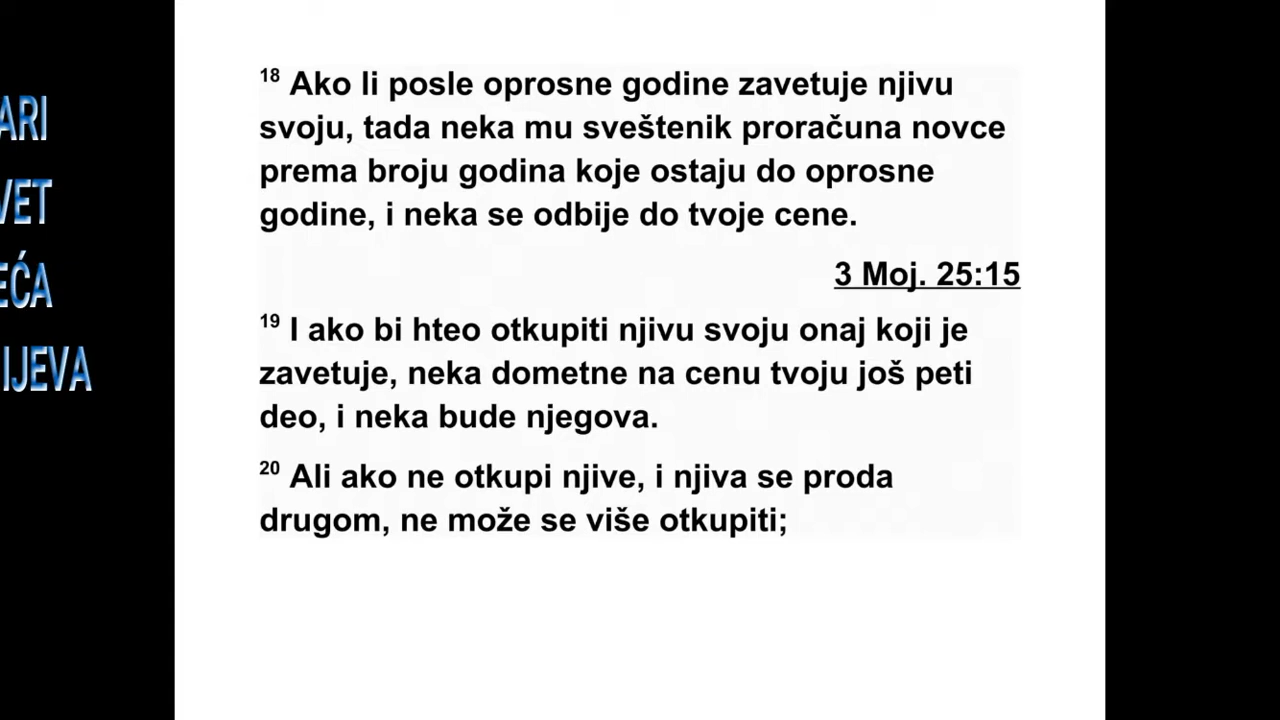 ARI
VET
EĆA
IJEVA
18 Ako li posle oprosne godine zavetuje njivu
svoju, tada neka mu sveštenik proračuna novce
prema broju godina koje ostaju do oprosne
godine, i neka se odbije do tvoje cene.
3 Moj. 25:15
19 I ako bi hteo otkupiti njivu svoju onaj koji je
zavetuje, neka dometne na cenu tvoju još peti
deo, i neka bude njegova.
20 Ali ako ne otkupi njive, i njiva se proda
drugom, ne može se više otkupiti;